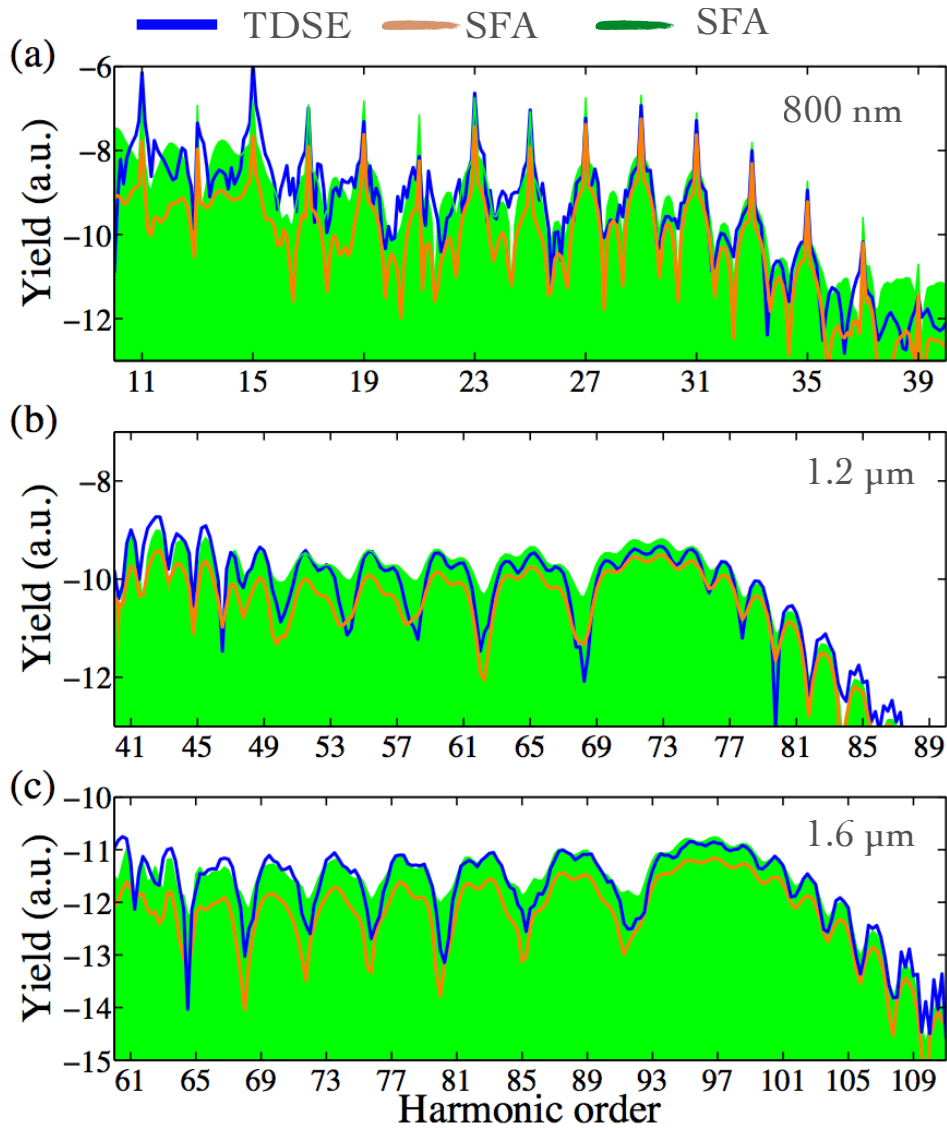 TDSE SFA SFA
(a)
−6
800 nm
−8
Yield (a.u.)
−10
−12
11 15 19 23 27 31 35 39
(b)
1.2 µm
−8
Yield (a.u.)
−10
−12
41 45 49 53 57 61 65 69 73 77 81 85 89
(c)
−10
1.6 µm
−11
−12
Yield (a.u.)
−13
−14
−15
61 65 69 73 77 81 85 89 93 97 101 105 109
Harmonic order